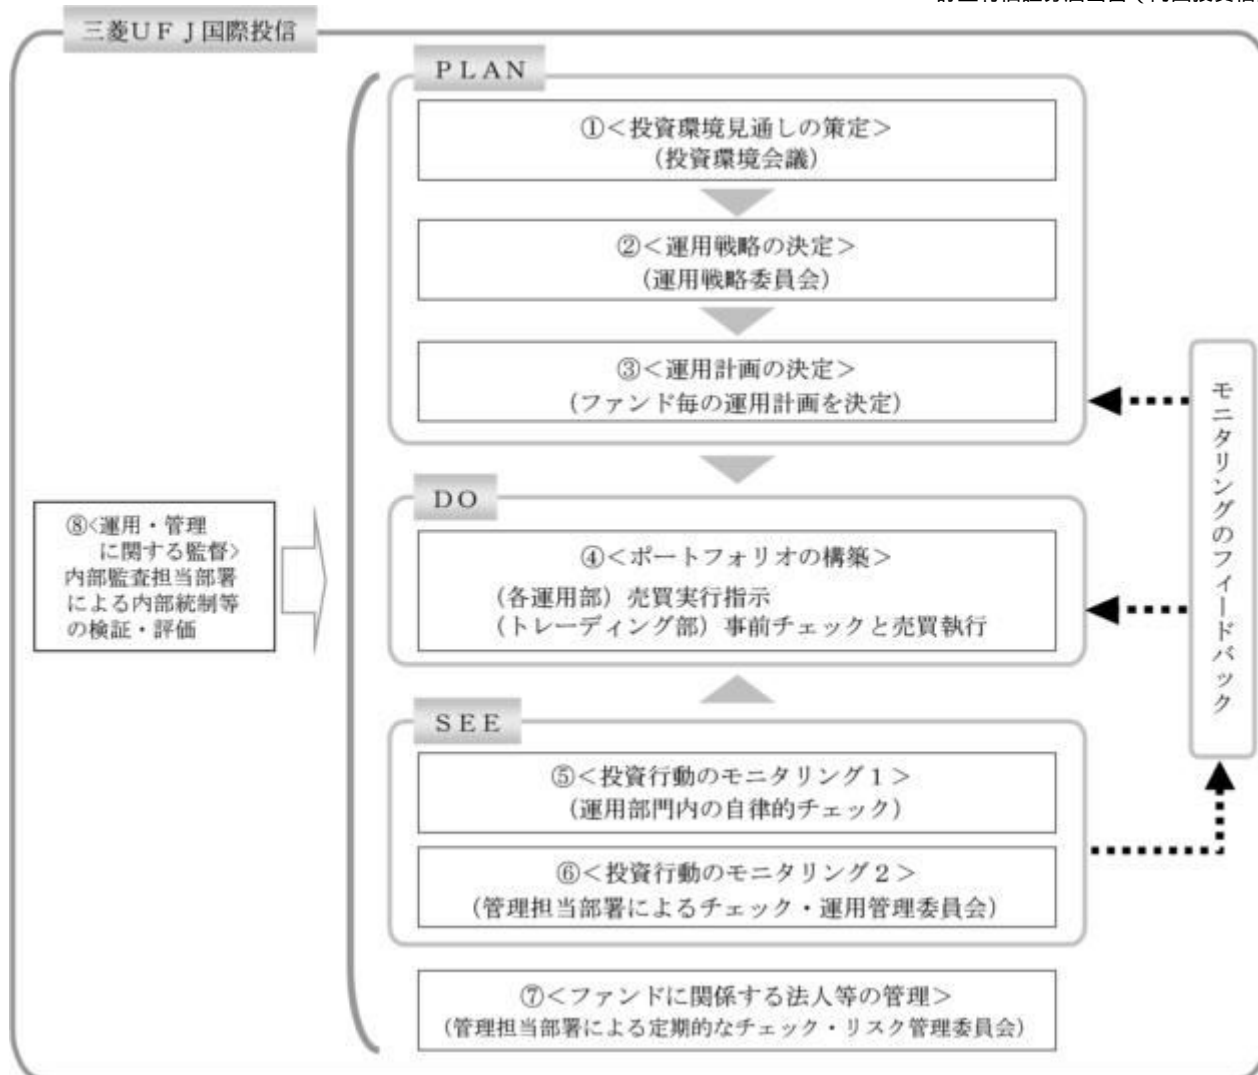 三菱ＵＦＪ国際投信
ＰＬＡＮ
①＜投資環境見通しの策定＞
（投資環境会議）
②＜運用戦略の決定＞
（運用戦略委員会）
③＜運用計画の決定＞
（ファンド毎の運用計画を決定）
ＤＯ
④＜ポートフォリオの構築＞
（各運用部）売買実行指示
（トレーディング部）事前チェックと売買執行
ＳＥＥ
⑤＜投資行動のモニタリング１＞
（運用部門内の自律的チェック）
⑥＜投資行動のモニタリング２＞
（管理担当部署によるチェック・運用管理委員会）
⑦＜ファンドに関係する法人等の管理＞
（管理担当部署による定期的なチェック・リスク管理委員会）
⑧<運用・管理
に関する監督>
内部監査担当部署
による内部統制等
の検証・評価
モニタリングのフィードバック